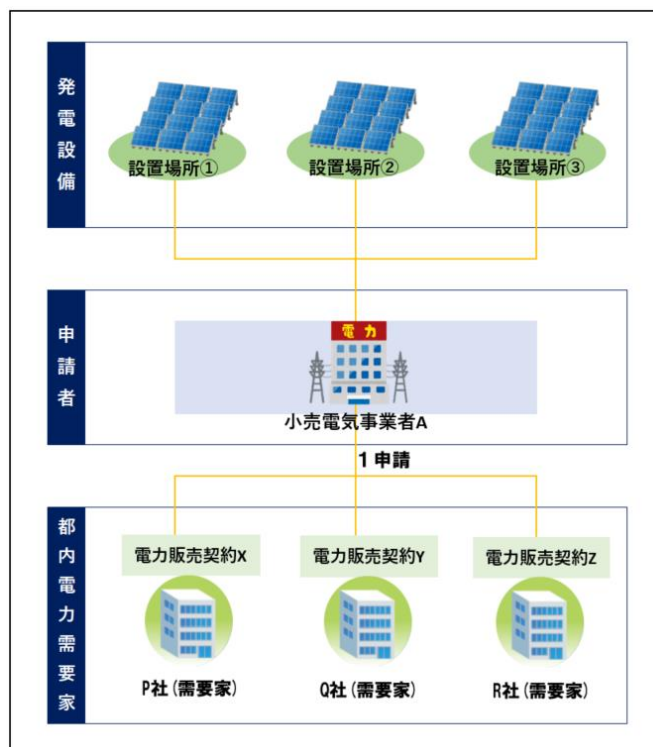 発電設備
設置場所①
設置場所②
設置場所③
申請者
電力
小売電気事業者A
1申請
都内電力需要家
電力販売契約X
電力販売契約Y
電力販売契約Z
P社(需要家)
Q社(需要家)
R社(需要家)